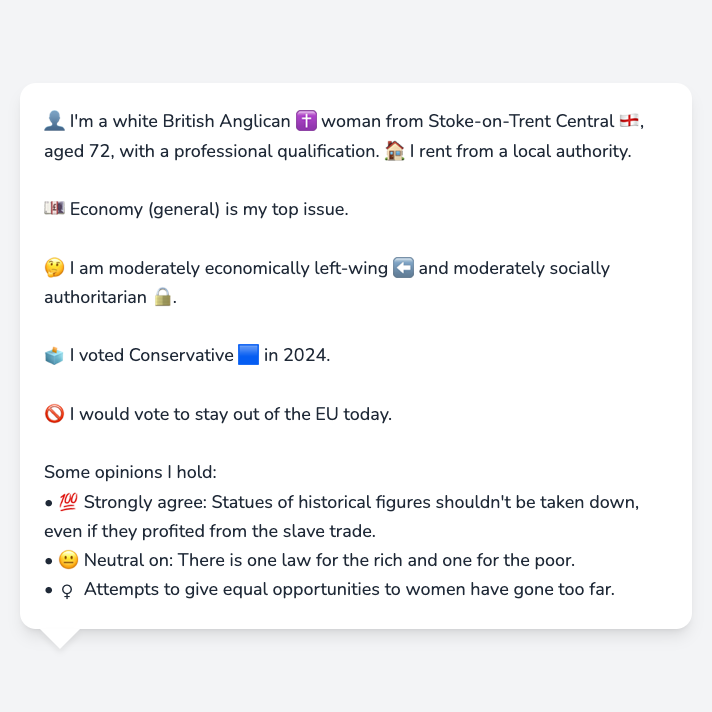 👤 I'm a white British Anglican ✝️ woman from Stoke-on-Trent Central 🏴󠁧󠁢󠁥󠁮󠁧󠁿,
aged 72, with a professional qualification. 🏠 I rent from a local authority.
💷 Economy (general) is my top issue.
🤔 I am moderately economically left-wing ⬅️ and moderately socially
authoritarian 🔒.
🗳️ I voted Conservative 🟦 in 2024.
🚫 I would vote to stay out of the EU today.
Some opinions I hold:
• 💯 Strongly agree: Statues of historical figures shouldn't be taken down,
even if they profited from the slave trade.
• 😐 Neutral on: There is one law for the rich and one for the poor.
• ♀ Attempts to give equal opportunities to women have gone too far.